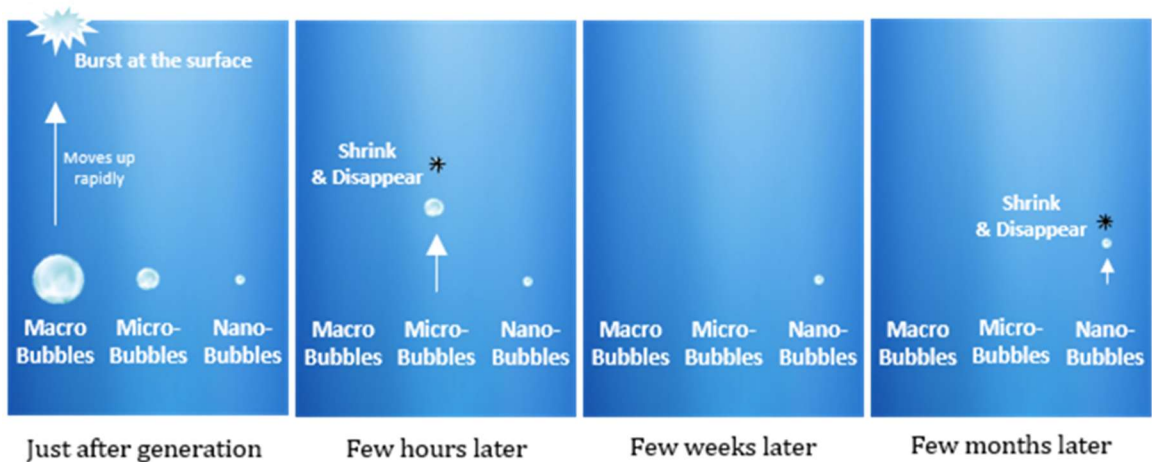 Burst at the surface
Moves up
rapidly
Macro Micro- Nano-
Bubbles Bubbles Bubbles
Just after generation
Shrink
& Disappear
Macro Micro- Nano-
Bubbles Bubbles Bubbles
Few hours later
Macro Micro- Nano-
Bubbles Bubbles Bubbles
Few weeks later
Shrink
& Disappear
Macro Micro- Nano-
Bubbles Bubbles Bubbles
Few months later